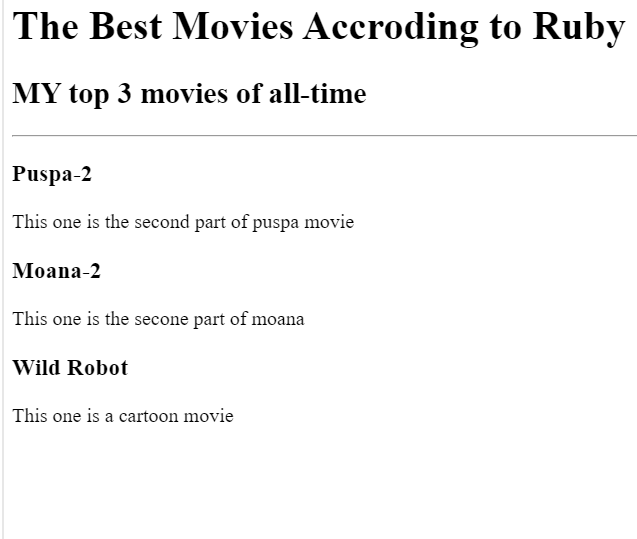 The Best Movies Accroding to Ruby
MY top 3 movies of all-time
Puspa-2
This one is the second part of puspa movie
Moana-2
This one is the secone part of moana
Wild Robot
This one is a cartoon movie